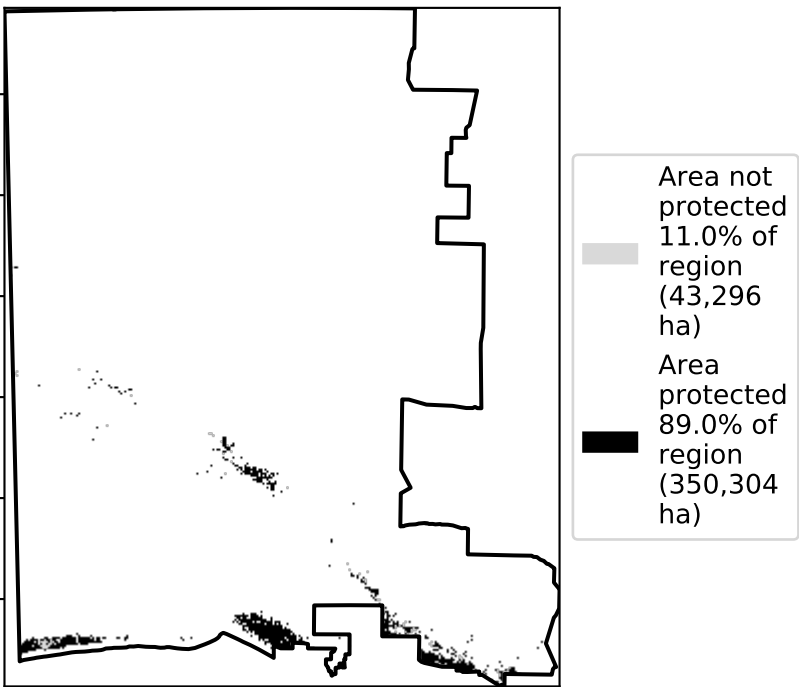 Area not
protected
11.0% of
region
(43,296
ha)
Area
protected
89.0% of
region
(350,304
ha)